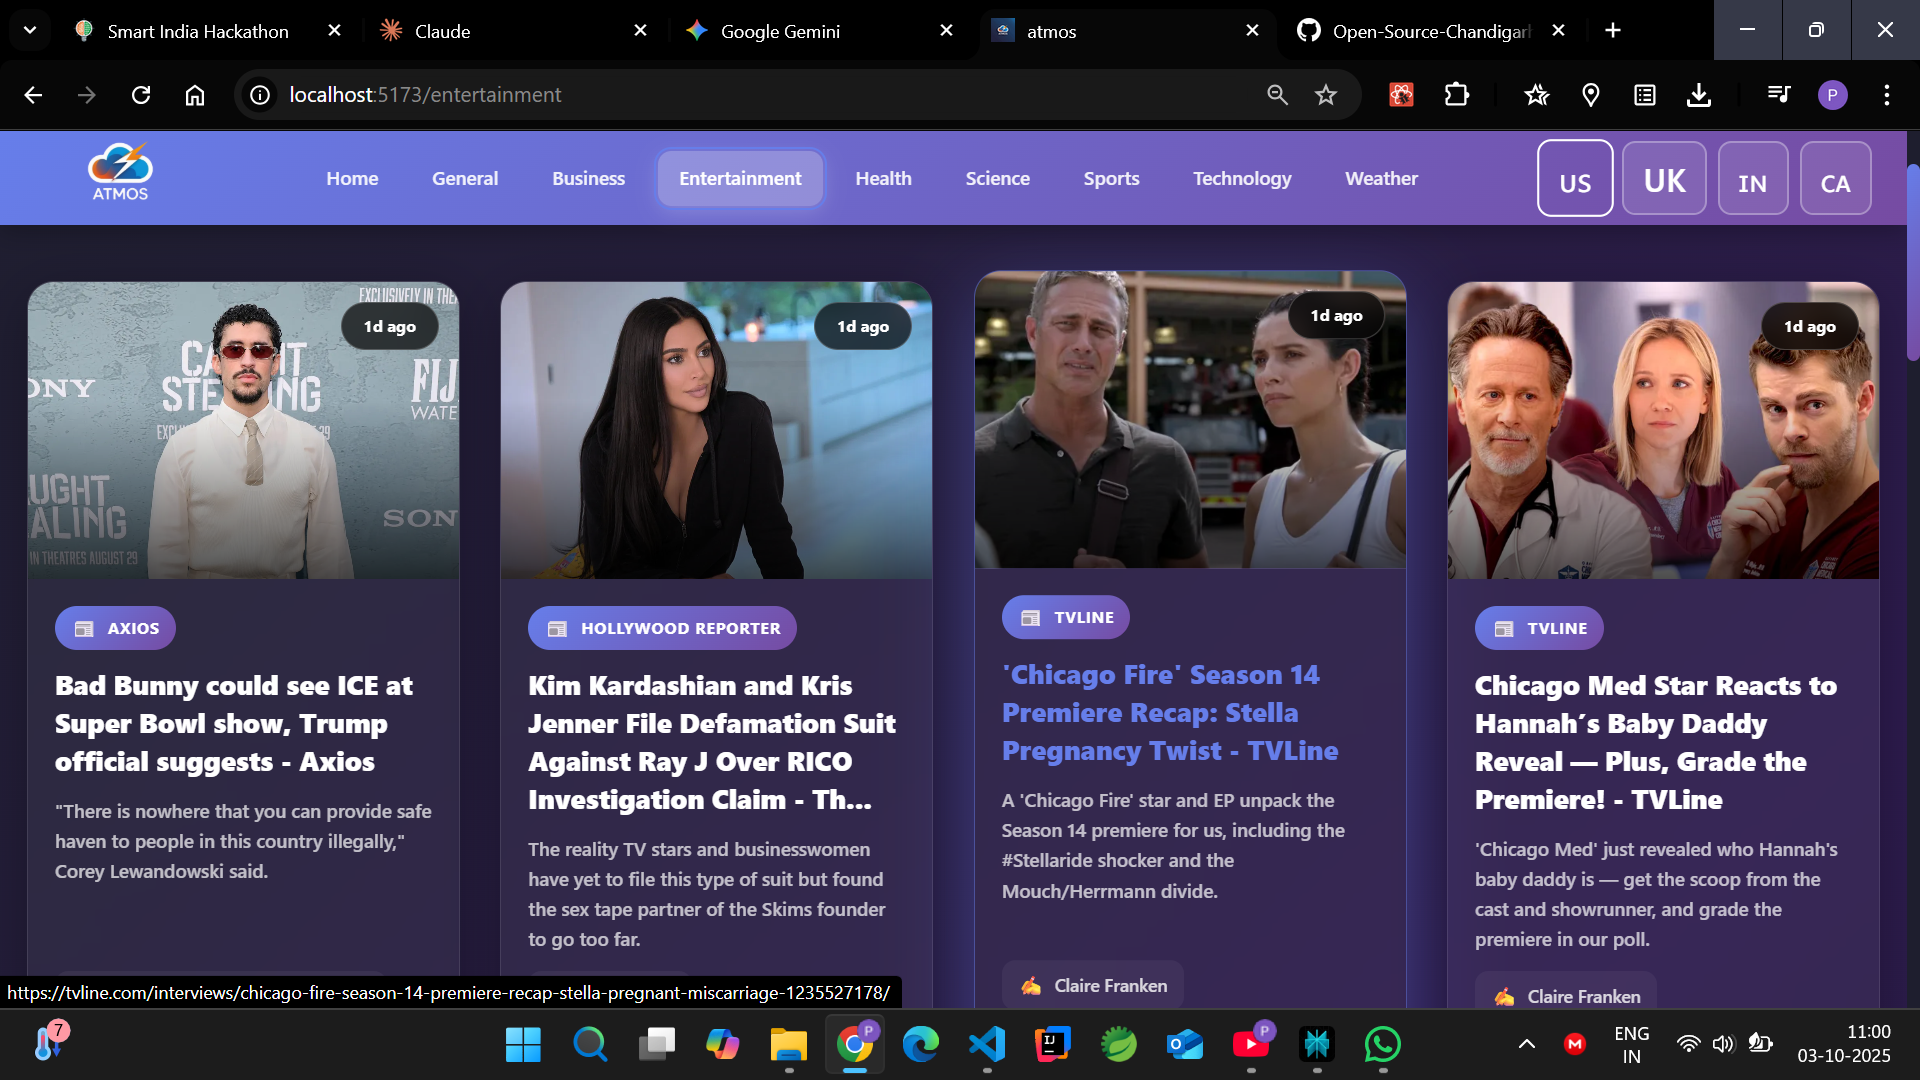 Smart India Hackathon
Claude
Google Gemini
atmos
Open-Source-Chandigarh
localhost:5173/entertainment
P
ATMOS
Home
General
Business
Entertainment
Health
Science
Sports
Technology
Weather
US
UK
IN
CA
1d ago
AXIOS
Bad Bunny could see ICE at
Super Bowl show, Trump
official suggests - Axios
"There is nowhere that you can provide safe
haven to people in this country illegally,"
Corey Lewandowski said.
1d ago
HOLLYWOOD REPORTER
Kim Kardashian and Kris
Jenner File Defamation Suit
Against Ray J Over RICO
Investigation Claim - Th...
The reality TV stars and businesswomen
have yet to file this type of suit but found
the sex tape partner of the Skims founder
to go too far.
1d ago
TVLINE
'Chicago Fire' Season 14
Premiere Recap: Stella
Pregnancy Twist - TVLine
A 'Chicago Fire' star and EP unpack the
Season 14 premiere for us, including the
#Stellaride shocker and the
Mouch/Herrmann divide.
Claire Franken
1d ago
TVLINE
Chicago Med Star Reacts to
Hannah's Baby Daddy
Reveal — Plus, Grade the
Premiere! - TVLine
'Chicago Med' just revealed who Hannah's
baby daddy is — get the scoop from the
cast and showrunner, and grade the
premiere in our poll.
Claire Franken
https://tvline.com/interviews/chicago-fire-season-14-premiere-recap-stella-pregnant-miscarriage-1235527178/
7
ENG
IN
11:00
03-10-2025